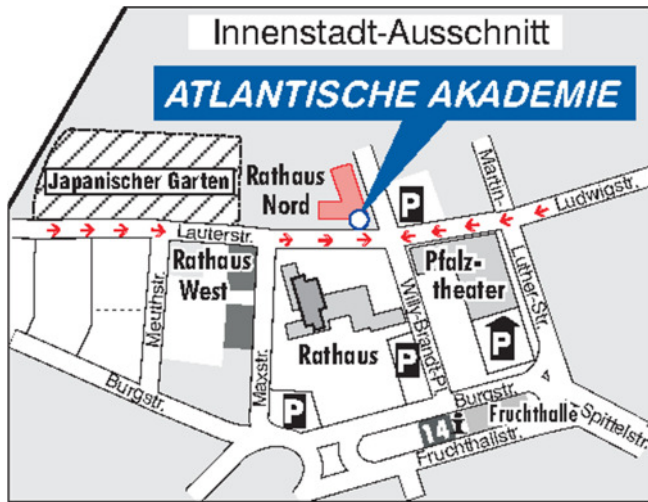 Innenstadt-Ausschnitt
ATLANTISCHE AKADEMIE
Japanischer Garten
Rathaus
Nord
P
Martin-
Luther-Str.
Ludwigstr.
Lauterstr.
Rathaus
West
Meuthstr.
Maxstr.
Rathaus
Pfalz-
theater
Willy-Brandt-Pl
P
P
P
Burgstr.
Burgstr.
14
i
Fruchthalle
Fruchthallstr.
Spittelstr.